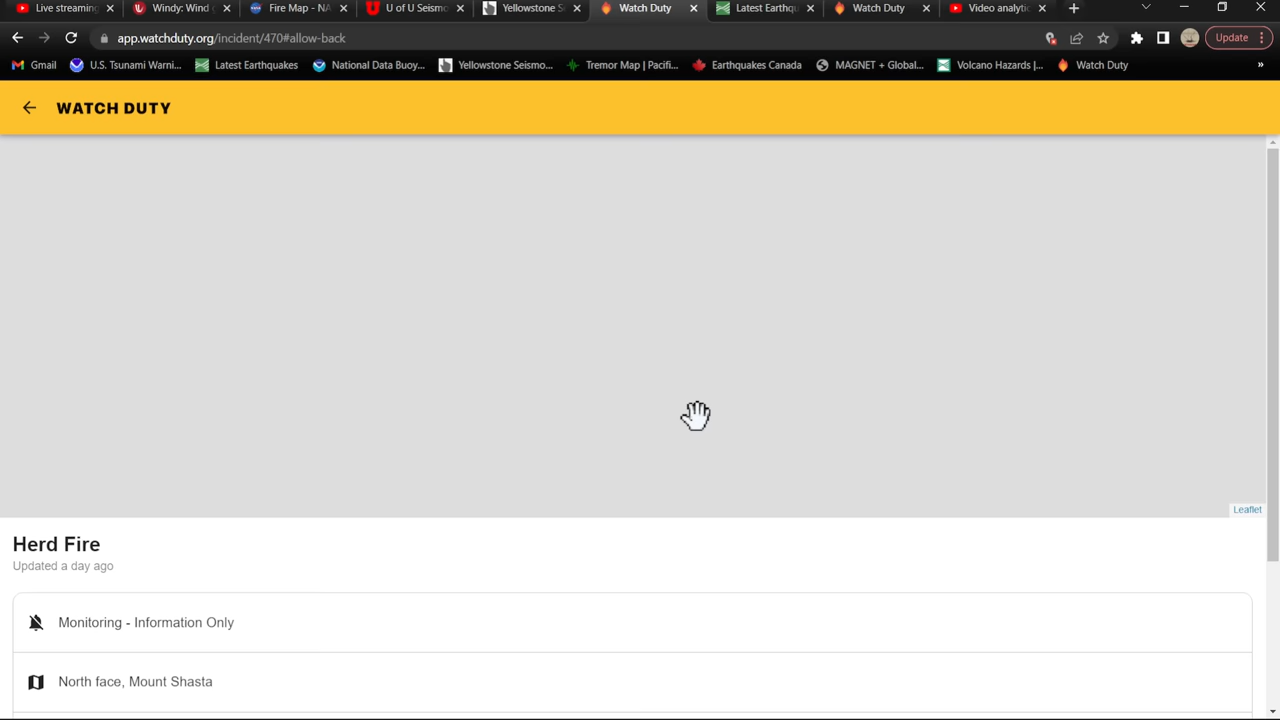 Live streaming
Windy: Wind
Fire Map - NA
U of U Seismo
Yellowstone S
Watch Duty
Latest Earthqu
Watch Duty
Video analytic
app.watchduty.org/incident/470#allow-back
Update
Gmail
U.S. Tsunami Warni...
Latest Earthquakes
National Data Buoy...
Yellowstone Seismo...
Tremor Map | Pacifi...
Earthquakes Canada
MAGNET + Global...
Volcano Hazards |...
Watch Duty
»
WATCH DUTY
Leaflet
Herd Fire
Updated a day ago
Monitoring - Information Only
North face, Mount Shasta